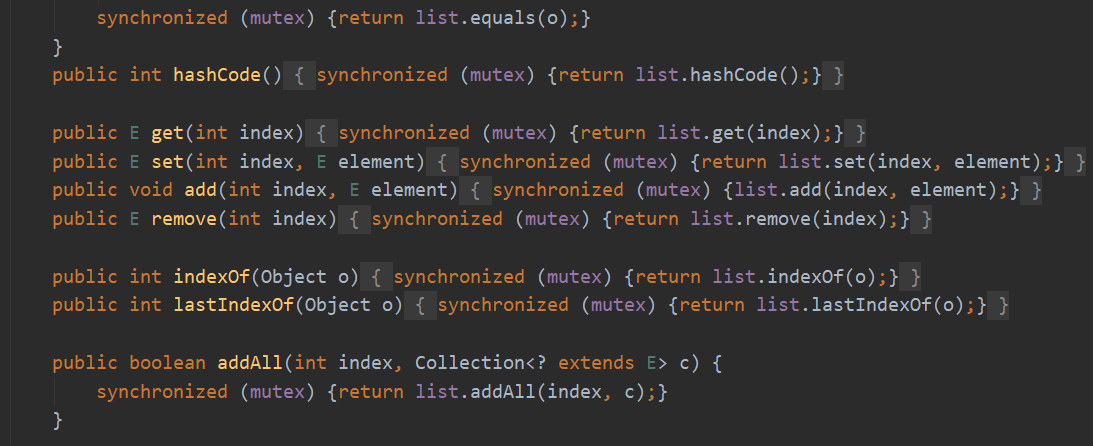 synchronized (mutex) {return list.equals(o);}
}
public int hashCode() { synchronized (mutex) {return list.hashCode();} }
public E get(int index) { synchronized (mutex) {return list.get(index);} }
public E set(int index, E element) { synchronized (mutex) {return list.set(index, element);} }
public void add(int index, E element) { synchronized (mutex) {list.add(index, element);} }
public E remove(int index) { synchronized (mutex) {return list.remove(index);} }
public int indexOf(Object o) { synchronized (mutex) {return list.indexOf(o);} }
public int lastIndexOf(Object o) { synchronized (mutex) {return list.lastIndexOf(o);} }
public boolean addAll(int index, Collection<? extends E> c) {
synchronized (mutex) {return list.addAll(index, c);}
}